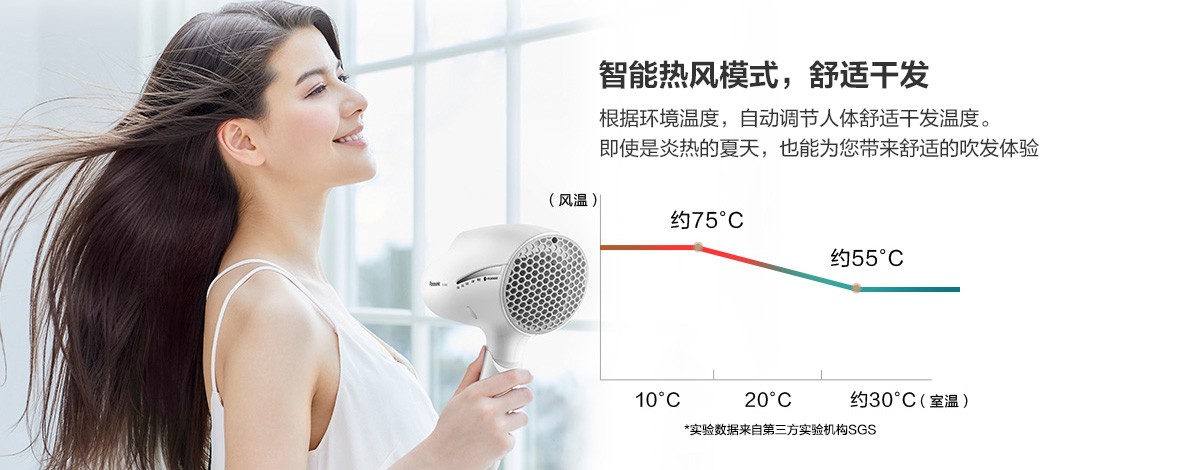 智能热风模式，舒适干发
根据环境温度，自动调节人体舒适干发温度。
即使是炎热的夏天，也能为您带来舒适的吹发体验
（风温）
约75°C
约55°C
Panasonic
10°C
20°C
约30°C（室温）
*实验数据来自第三方实验机构SGS